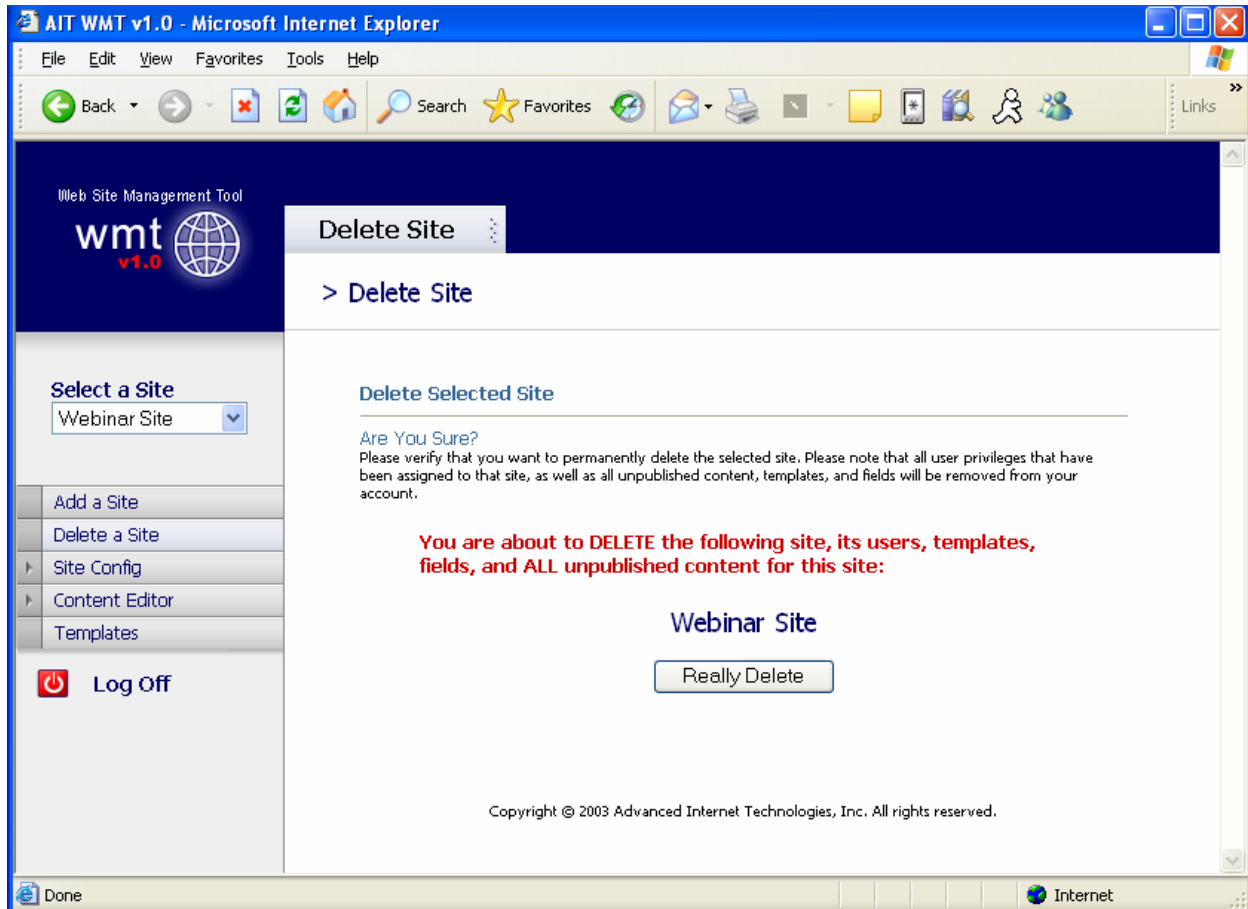 AIT WMT v1.0 - Microsoft Internet Explorer
File Edit View Favorites Tools Help
Back Search Favorites Links
Web Site Management Tool
wmt
v1.0
Delete Site
> Delete Site
Select a Site
Webinar Site
Add a Site
Delete a Site
Site Config
Content Editor
Templates
Log Off
Delete Selected Site
Are You Sure?
Please verify that you want to permanently delete the selected site. Please note that all user privileges that have
been assigned to that site, as well as all unpublished content, templates, and fields will be removed from your
account.
You are about to DELETE the following site, its users, templates,
fields, and ALL unpublished content for this site:
Webinar Site
Really Delete
Copyright © 2003 Advanced Internet Technologies, Inc. All rights reserved.
Done Internet